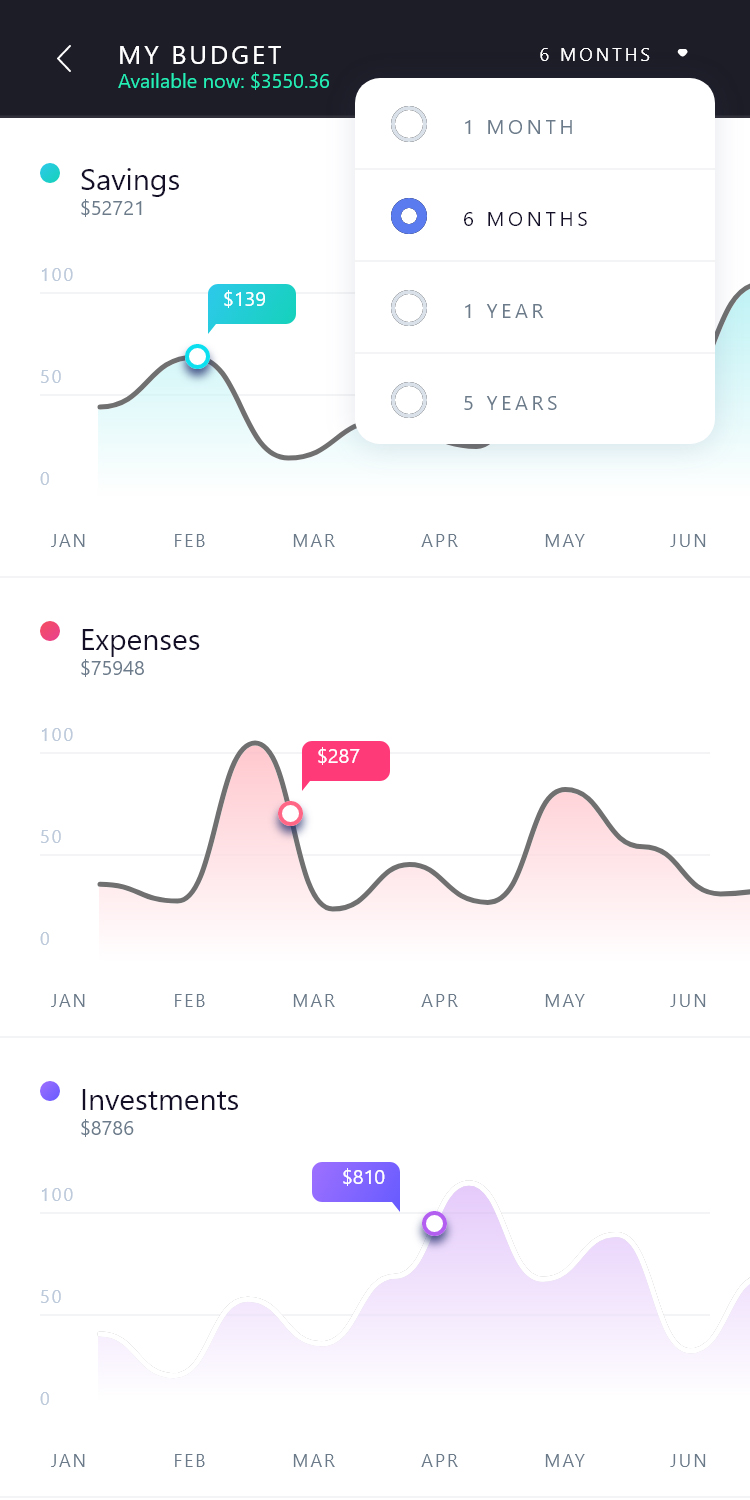 MY BUDGET
6 MONTHS
Available now: $3550.36
1 MONTH
6 MONTHS
1 YEAR
5 YEARS
Savings
$52721
100
$139
50
0
JAN FEB MAR APR MAY JUN
Expenses
$75948
100
$287
50
0
JAN FEB MAR APR MAY JUN
Investments
$8786
$810
100
50
0
JAN FEB MAR APR MAY JUN